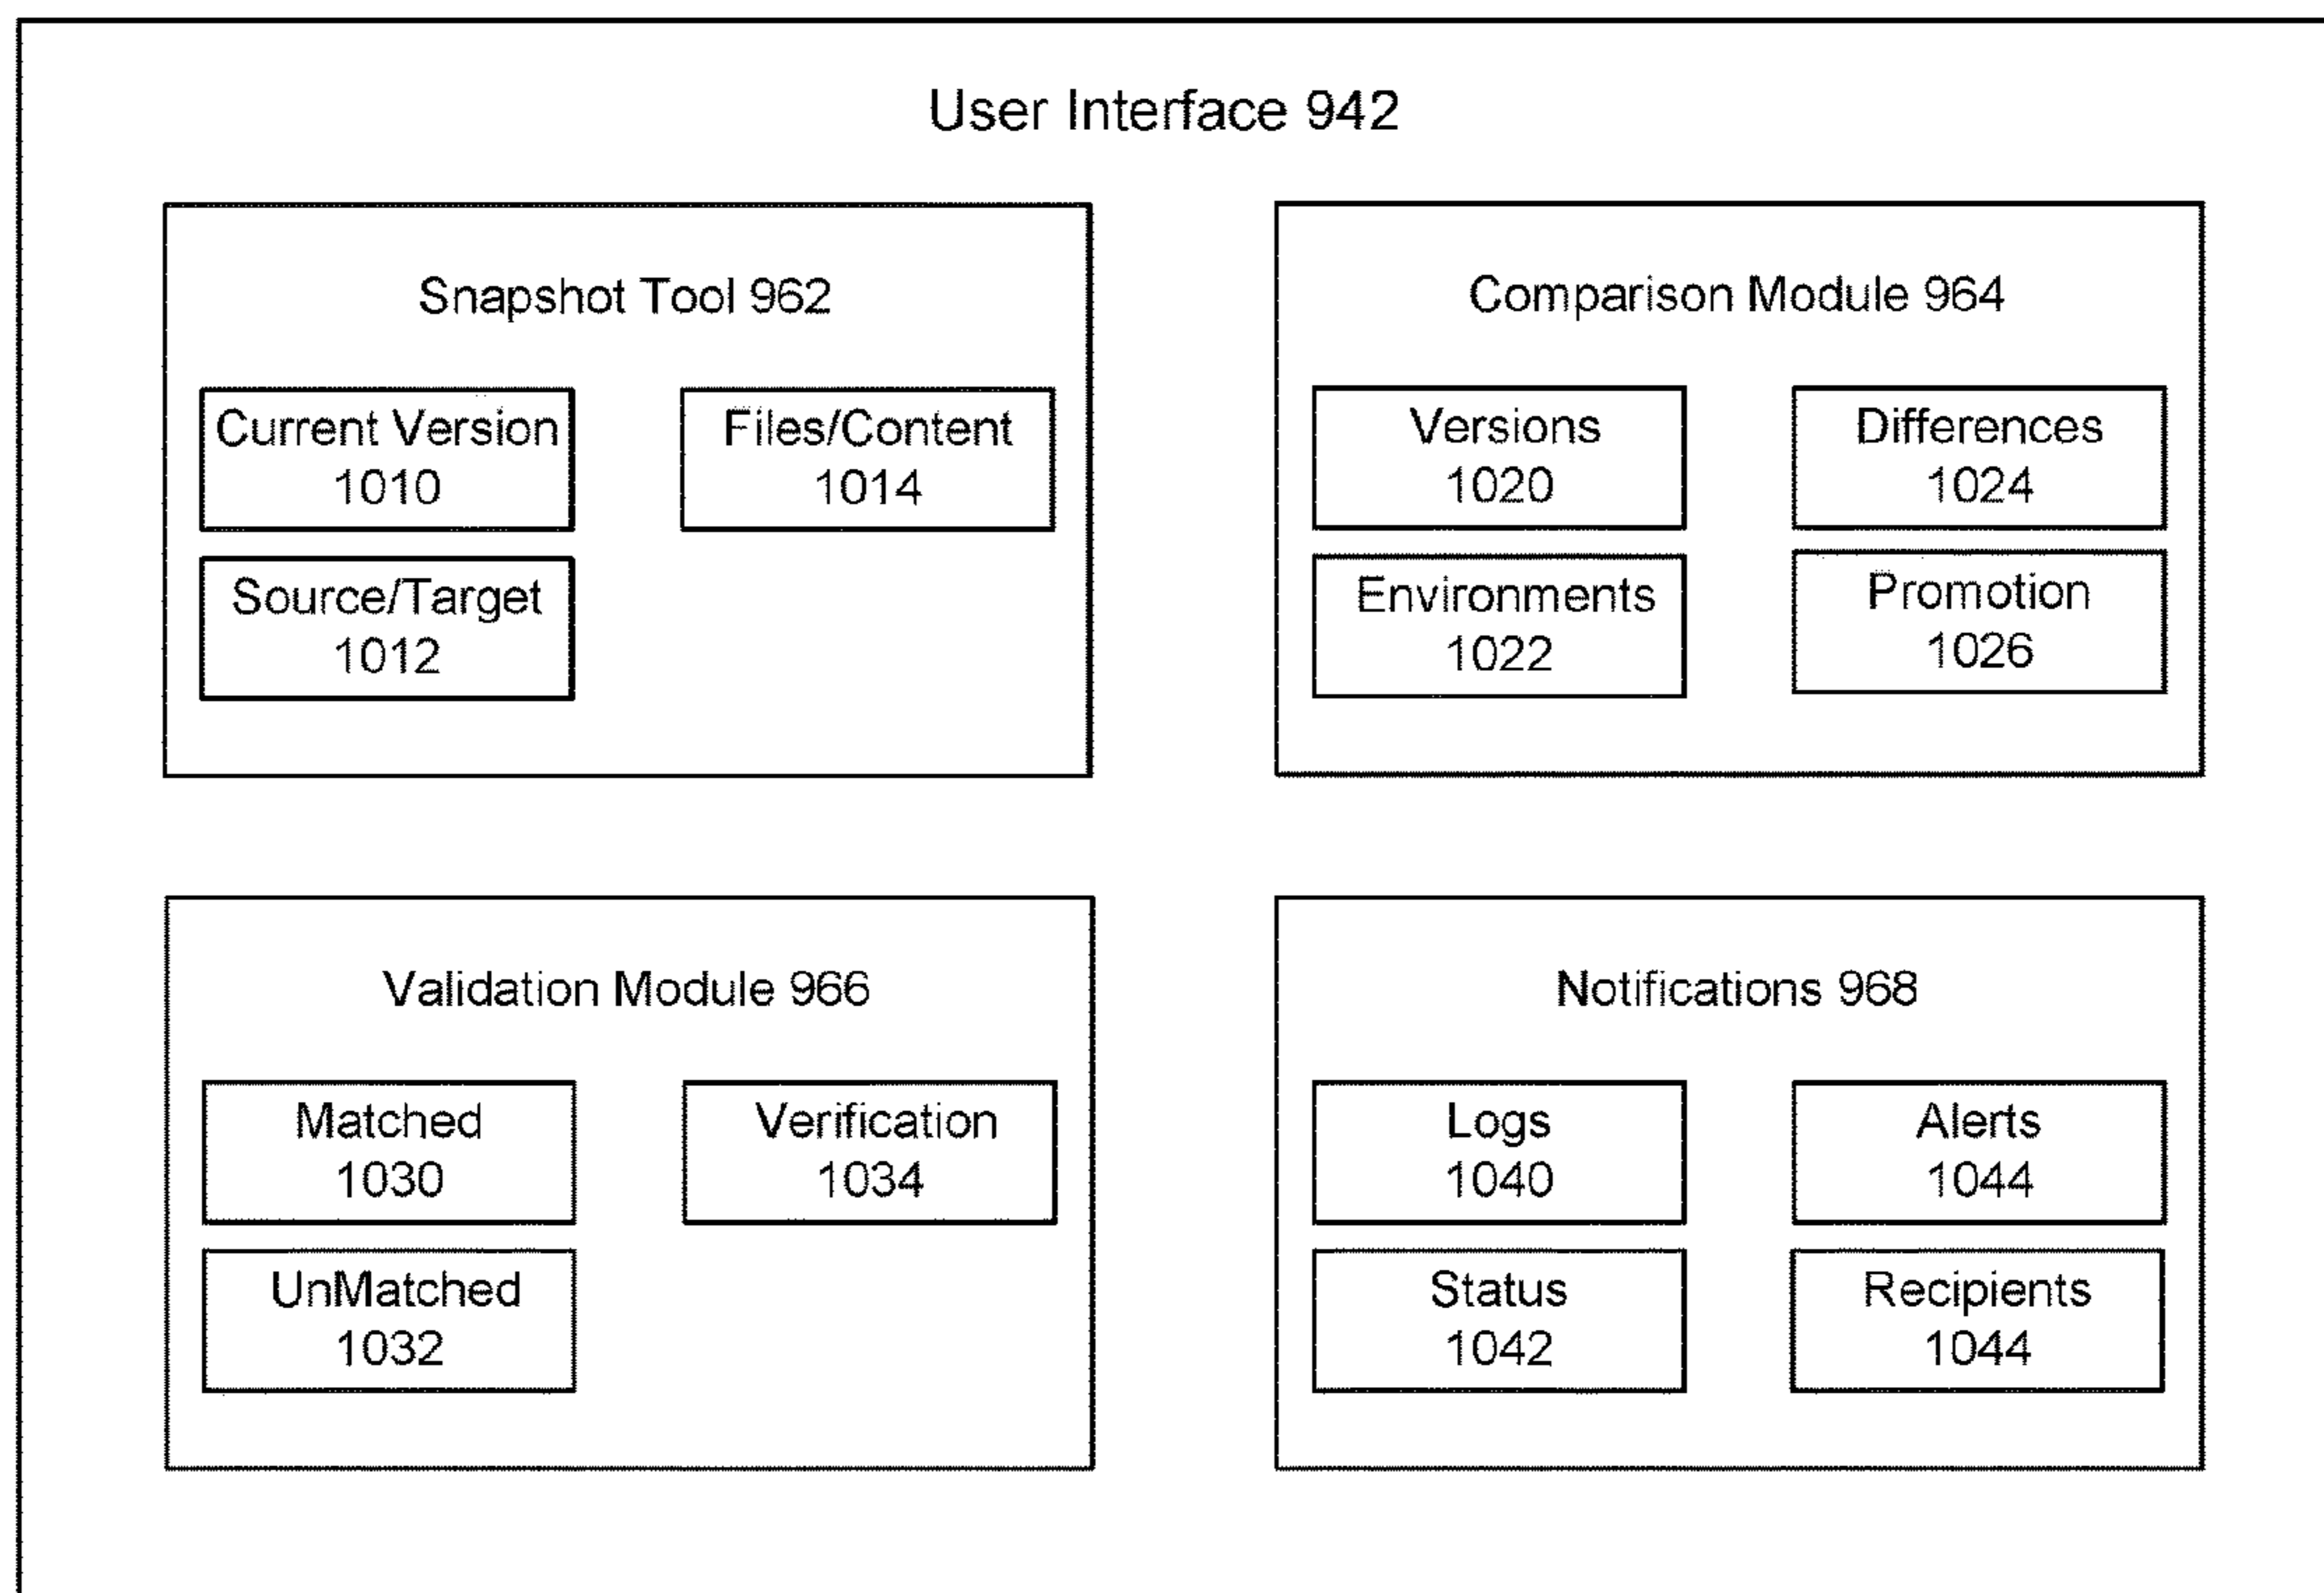 User Interface 942
Snapshot Tool 962
Current Version
1010
Files/Content
1014
Source/Target
1012
Comparison Module 964
Versions
1020
Differences
1024
Environments
1022
Promotion
1026
Validation Module 966
Matched
1030
Verification
1034
UnMatched
1032
Notifications 968
Logs
1040
Alerts
1044
Status
1042
Recipients
1044